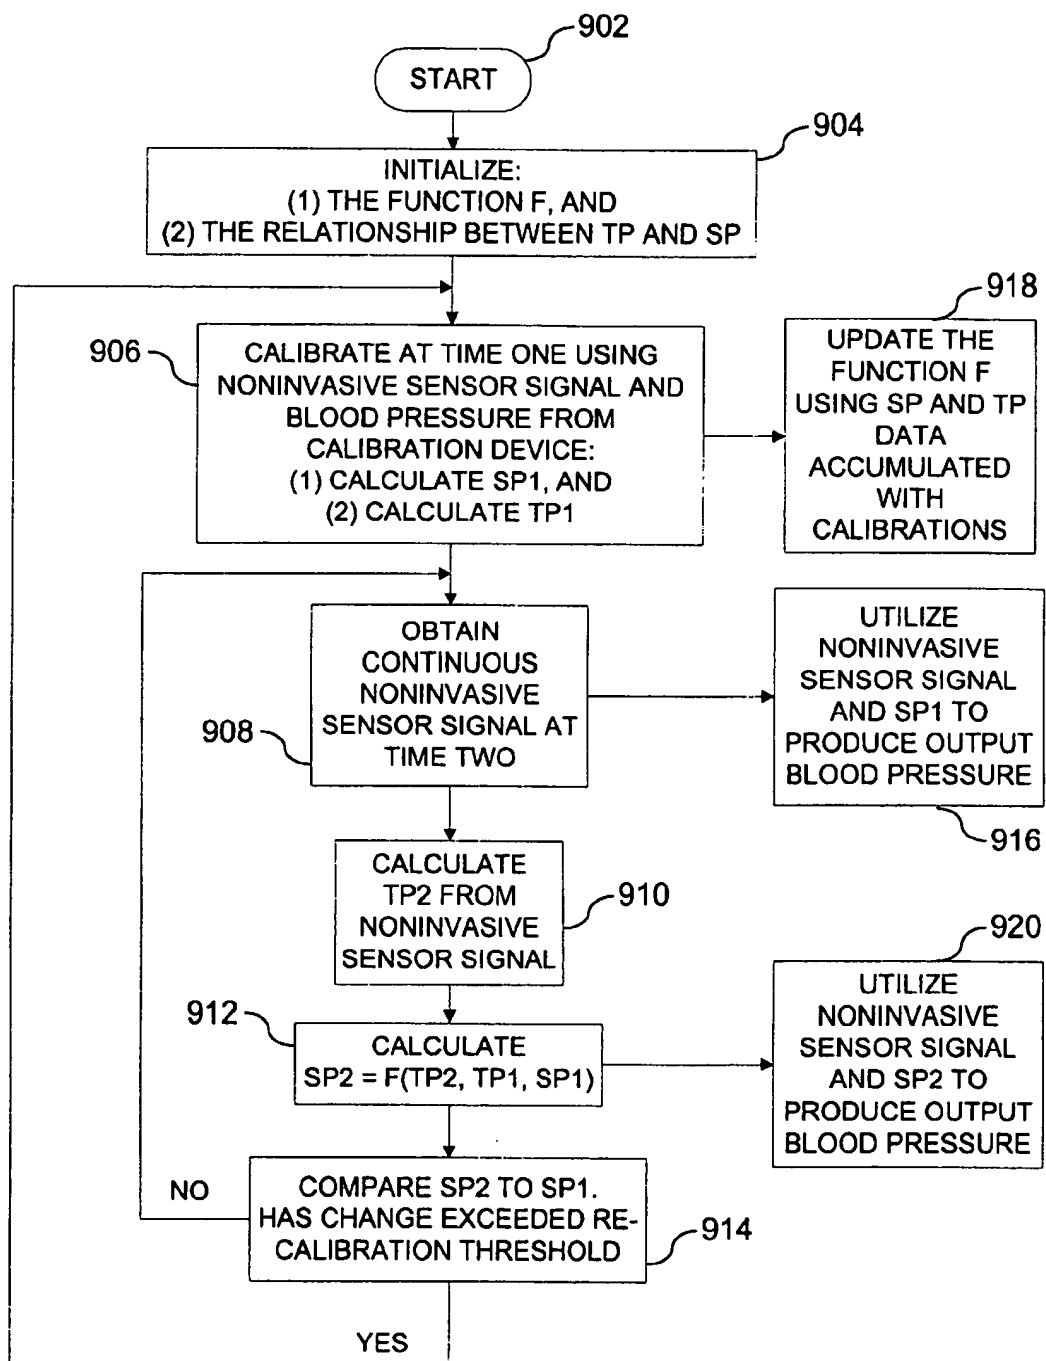 902
START
904
INITIALIZE:
(1) THE FUNCTION F, AND
(2) THE RELATIONSHIP BETWEEN TP AND SP
906
CALIBRATE AT TIME ONE USING
NONINVASIVE SENSOR SIGNAL AND
BLOOD PRESSURE FROM
CALIBRATION DEVICE:
(1) CALCULATE SP1, AND
(2) CALCULATE TP1
918
UPDATE THE
FUNCTION F
USING SP AND TP
DATA
ACCUMULATED
WITH
CALIBRATIONS
908
OBTAIN
CONTINUOUS
NONINVASIVE
SENSOR SIGNAL AT
TIME TWO
UTILIZE
NONINVASIVE
SENSOR SIGNAL
AND SP1 TO
PRODUCE OUTPUT
BLOOD PRESSURE
916
CALCULATE
TP2 FROM
NONINVASIVE
SENSOR SIGNAL
910
912
CALCULATE
SP2 = F(TP2, TP1, SP1)
920
UTILIZE
NONINVASIVE
SENSOR SIGNAL
AND SP2 TO
PRODUCE OUTPUT
BLOOD PRESSURE
NO
COMPARE SP2 TO SP1.
HAS CHANGE EXCEEDED RE-
CALIBRATION THRESHOLD
914
YES